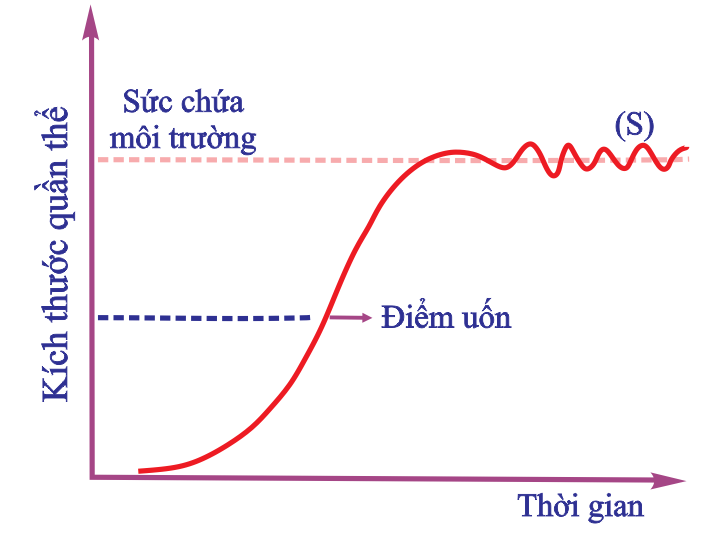 Sức chứa
môi trường
(S)
Kích thước quần thể
Điểm uốn
Thời gian